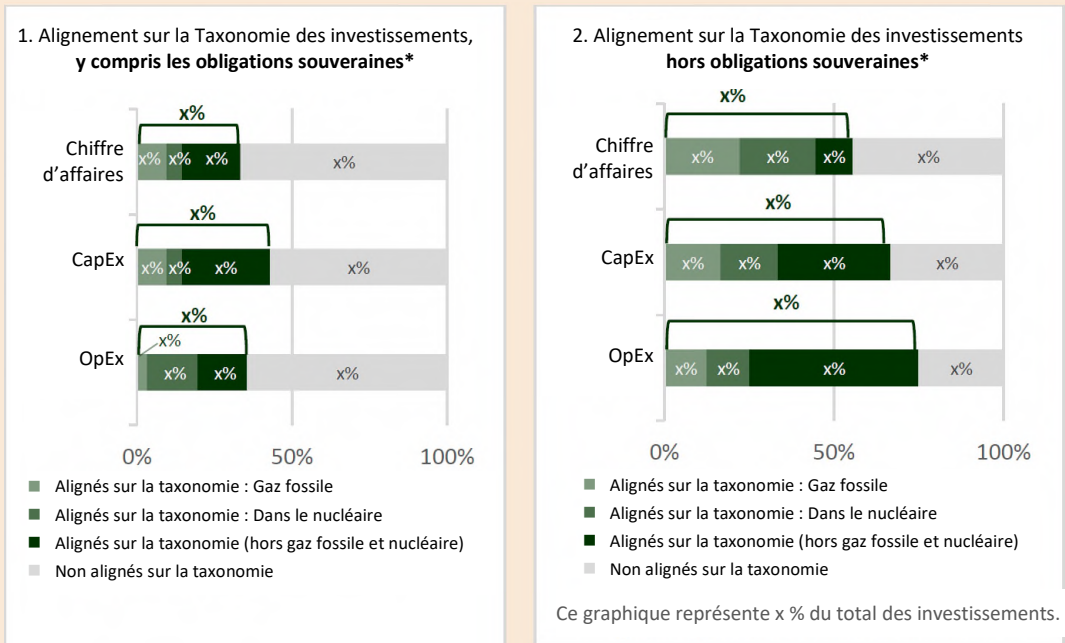 1. Alignement sur la Taxonomie des investissements,
y compris les obligations souveraines*
x%
Chiffre
d’affaires
x% x% x% x%
x%
CapEx
x% x% x% x%
x%
x%
OpEx
x% x% x%
0% 50% 100%
Alignés sur la taxonomie : Gaz fossile
Alignés sur la taxonomie : Dans le nucléaire
Alignés sur la taxonomie (hors gaz fossile et nucléaire)
Non alignés sur la taxonomie
2. Alignement sur la Taxonomie des investissements
hors obligations souveraines*
x%
Chiffre
d’affaires
x% x% x% x%
x%
CapEx
x% x% x% x%
x%
OpEx
x% x% x% x%
0% 50% 100%
Alignés sur la taxonomie : Gaz fossile
Alignés sur la taxonomie : Dans le nucléaire
Alignés sur la taxonomie (hors gaz fossile et nucléaire)
Non alignés sur la taxonomie
Ce graphique représente x % du total des investissements.